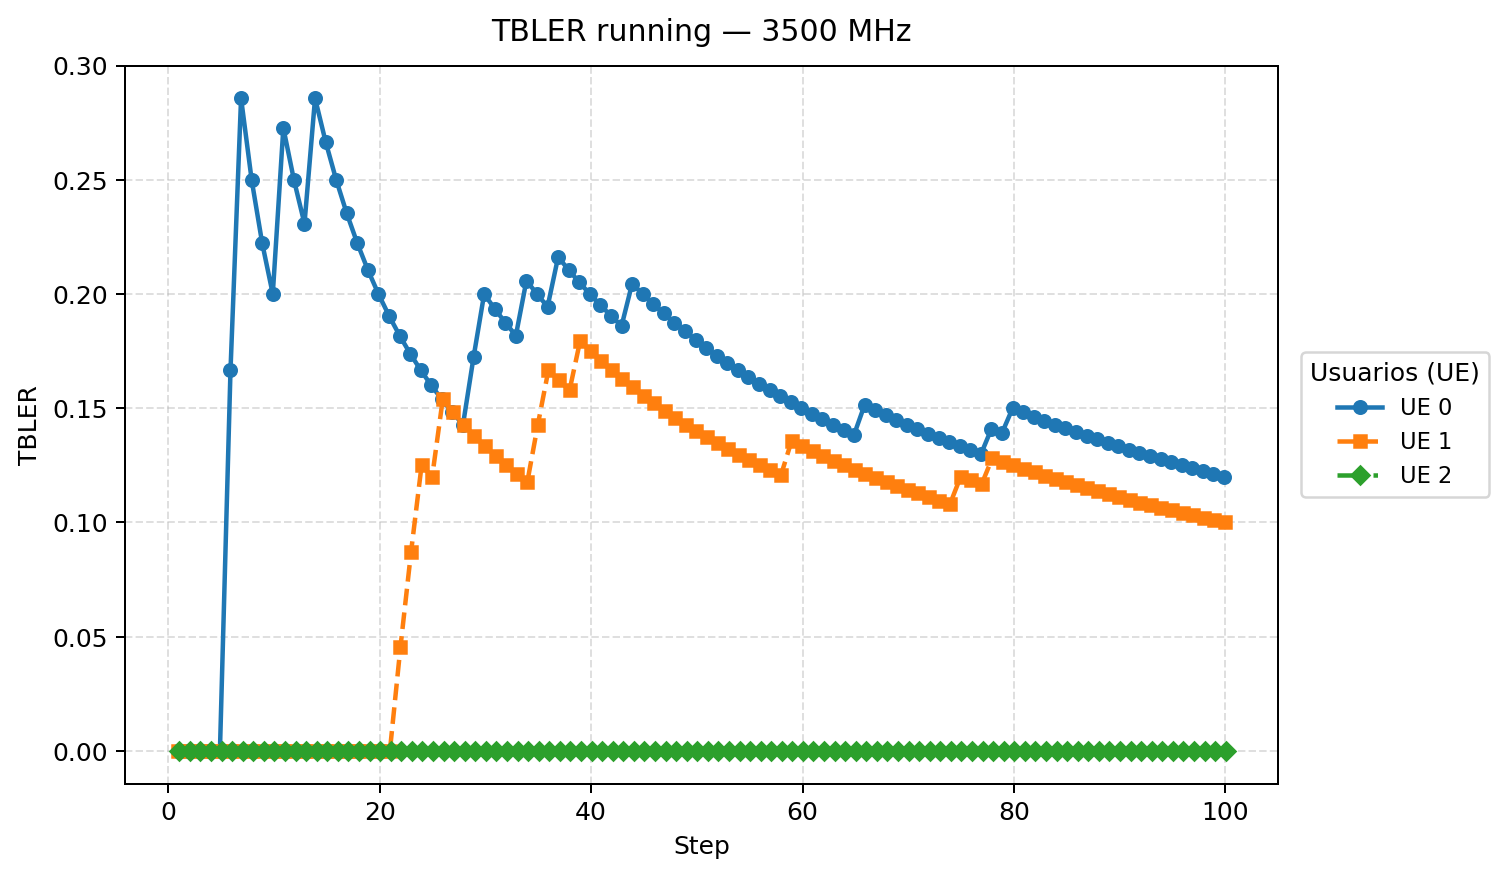 TBLER running — 3500 MHz
0.30
0.25
0.20
0.15
0.10
0.05
0.00
TBLER
0 20 40 60 80 100
Step
Usuarios (UE)
UE 0
UE 1
UE 2